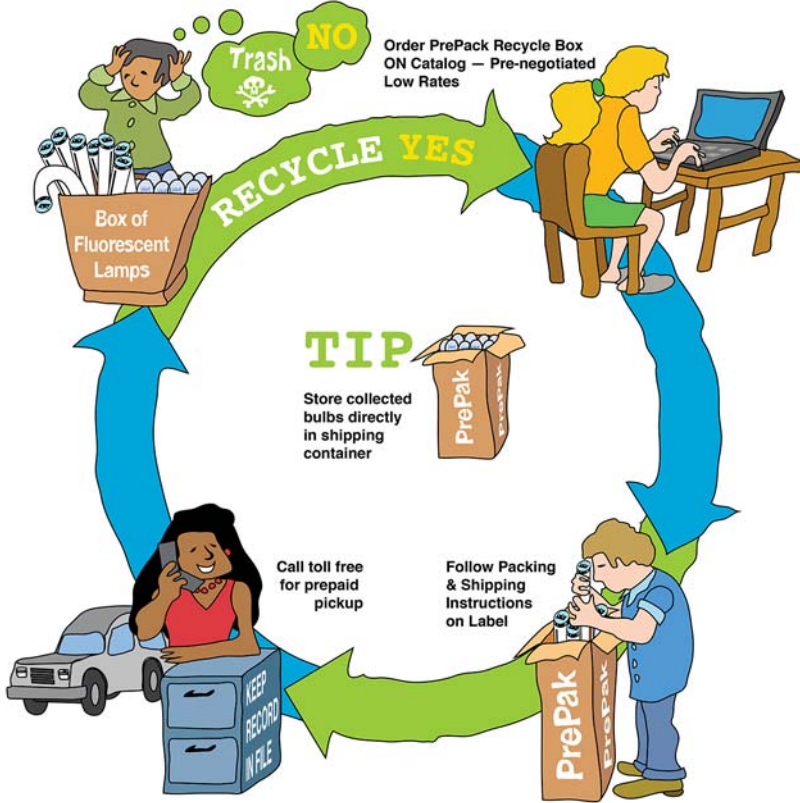 NO
Trash
Order PrePack Recycle Box
ON Catalog — Pre-negotiated
Low Rates
RECYCLE YES
Box of
Fluorescent
Lamps
TIP
Store collected
bulbs directly
in shipping
container
PrePak
PrePak
Call toll free
for prepaid
pickup
Follow Packing
& Shipping
Instructions
on Label
KEEP
RECORD
IN FILE
PrePak
PrePak